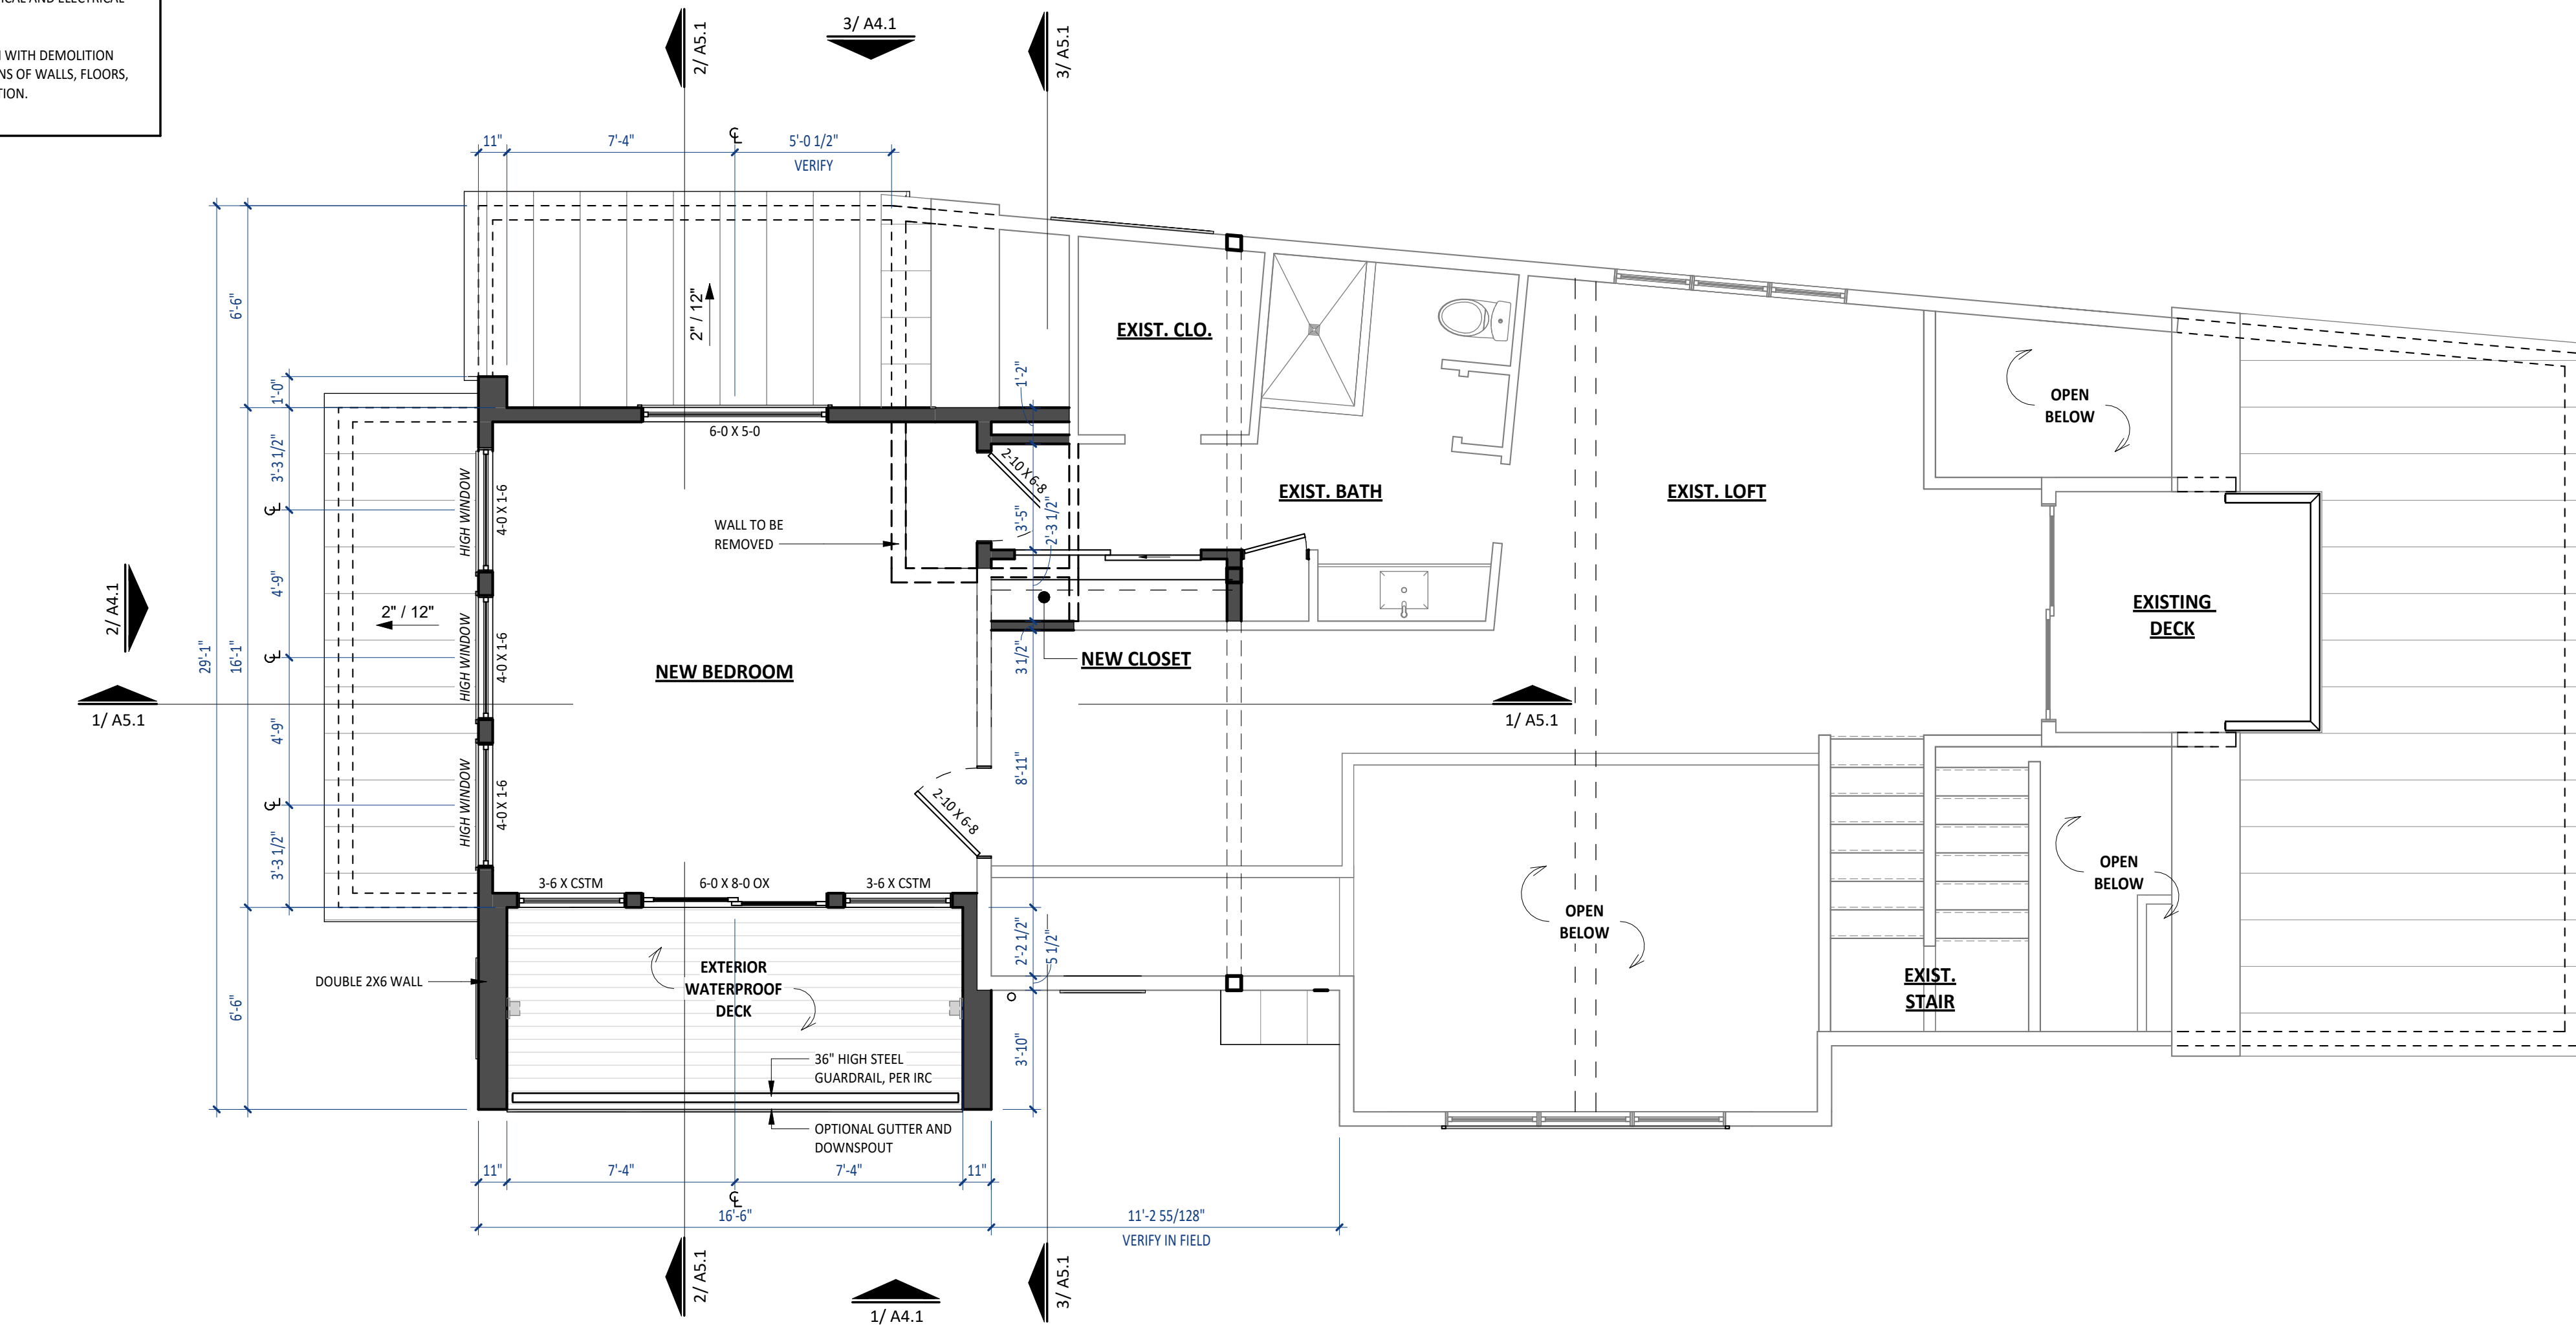 ICAL AND ELECTRICAL
WITH DEMOLITION
NS OF WALLS, FLOORS,
TION.
2/ A5.1
3/ A4.1
3/ A5.1
11"
7'-4"
℄
5'-0 1/2"
VERIFY
6'-6"
2" / 12"
EXIST. CLO.
1'-0"
1'-2"
OPEN
BELOW
6-0 X 5-0
3'-3 1/2"
HIGH WINDOW
4-0 X 1-6
2-10 X 6-8
3'-5"
2'-3 1/2"
EXIST. BATH
EXIST. LOFT
℄
WALL TO BE
REMOVED
4'-9"
2/ A4.1
2" / 12"
29'-1"
16'-1"
℄
HIGH WINDOW
4-0 X 1-6
NEW BEDROOM
3 1/2"
NEW CLOSET
EXISTING
DECK
1/ A5.1
1/ A5.1
4'-9"
8'-11"
℄
HIGH WINDOW
4-0 X 1-6
2-10 X 6-8
3'-3 1/2"
3-6 X CSTM
6-0 X 8-0 OX
3-6 X CSTM
OPEN
BELOW
OPEN
BELOW
2'-2 1/2"
5 1/2"
DOUBLE 2X6 WALL
EXTERIOR
WATERPROOF
DECK
EXIST.
STAIR
6'-6"
3'-10"
36" HIGH STEEL
GUARDRAIL, PER IRC
OPTIONAL GUTTER AND
DOWNSPOUT
11"
7'-4"
7'-4"
11"
℄
16'-6"
11'-2 55/128"
VERIFY IN FIELD
2/ A5.1
1/ A4.1
3/ A5.1